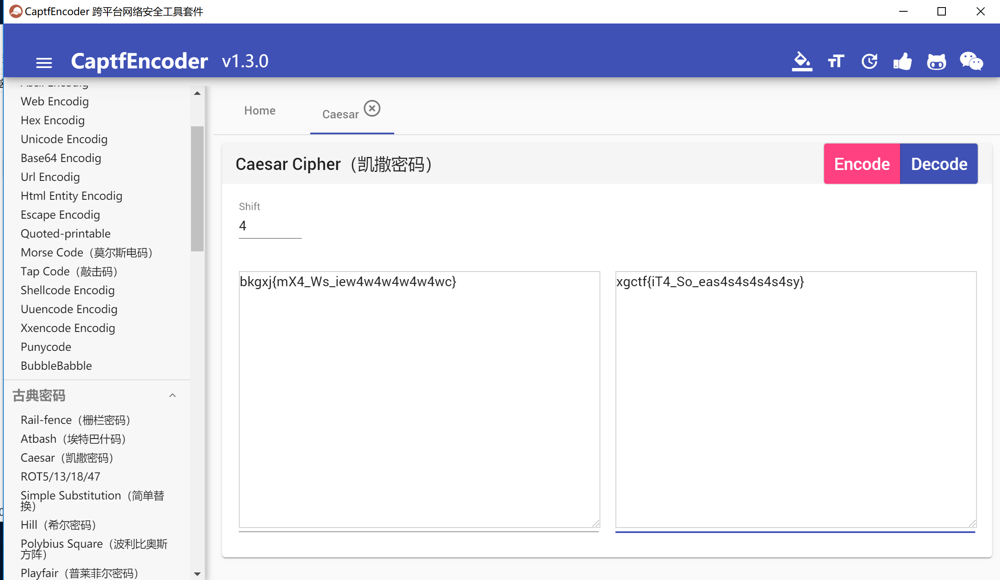 CaptfEncoder 跨平台网络安全工具套件
CaptfEncoder v1.3.0
Ascii Encodig
Web Encodig
Hex Encodig
Unicode Encodig
Base64 Encodig
Url Encodig
Html Entity Encodig
Escape Encodig
Quoted-printable
Morse Code（莫尔斯电码）
Tap Code（敲击码）
Shellcode Encodig
Uuencode Encodig
Xxencode Encodig
Punycode
BubbleBabble
古典密码
Rail-fence（栅栏密码）
Atbash（埃特巴什码）
Caesar（凯撒密码）
ROT5/13/18/47
Simple Substitution（简单替
换）
Hill（希尔密码）
Polybius Square（波利比奥斯
方阵）
Playfair（普莱菲尔密码）
Home Caesar
Caesar Cipher（凯撒密码） Encode Decode
Shift
4
bkgxj{mX4_Ws_iew4w4w4w4w4wc}
xgctf{iT4_So_eas4s4s4s4s4sy}